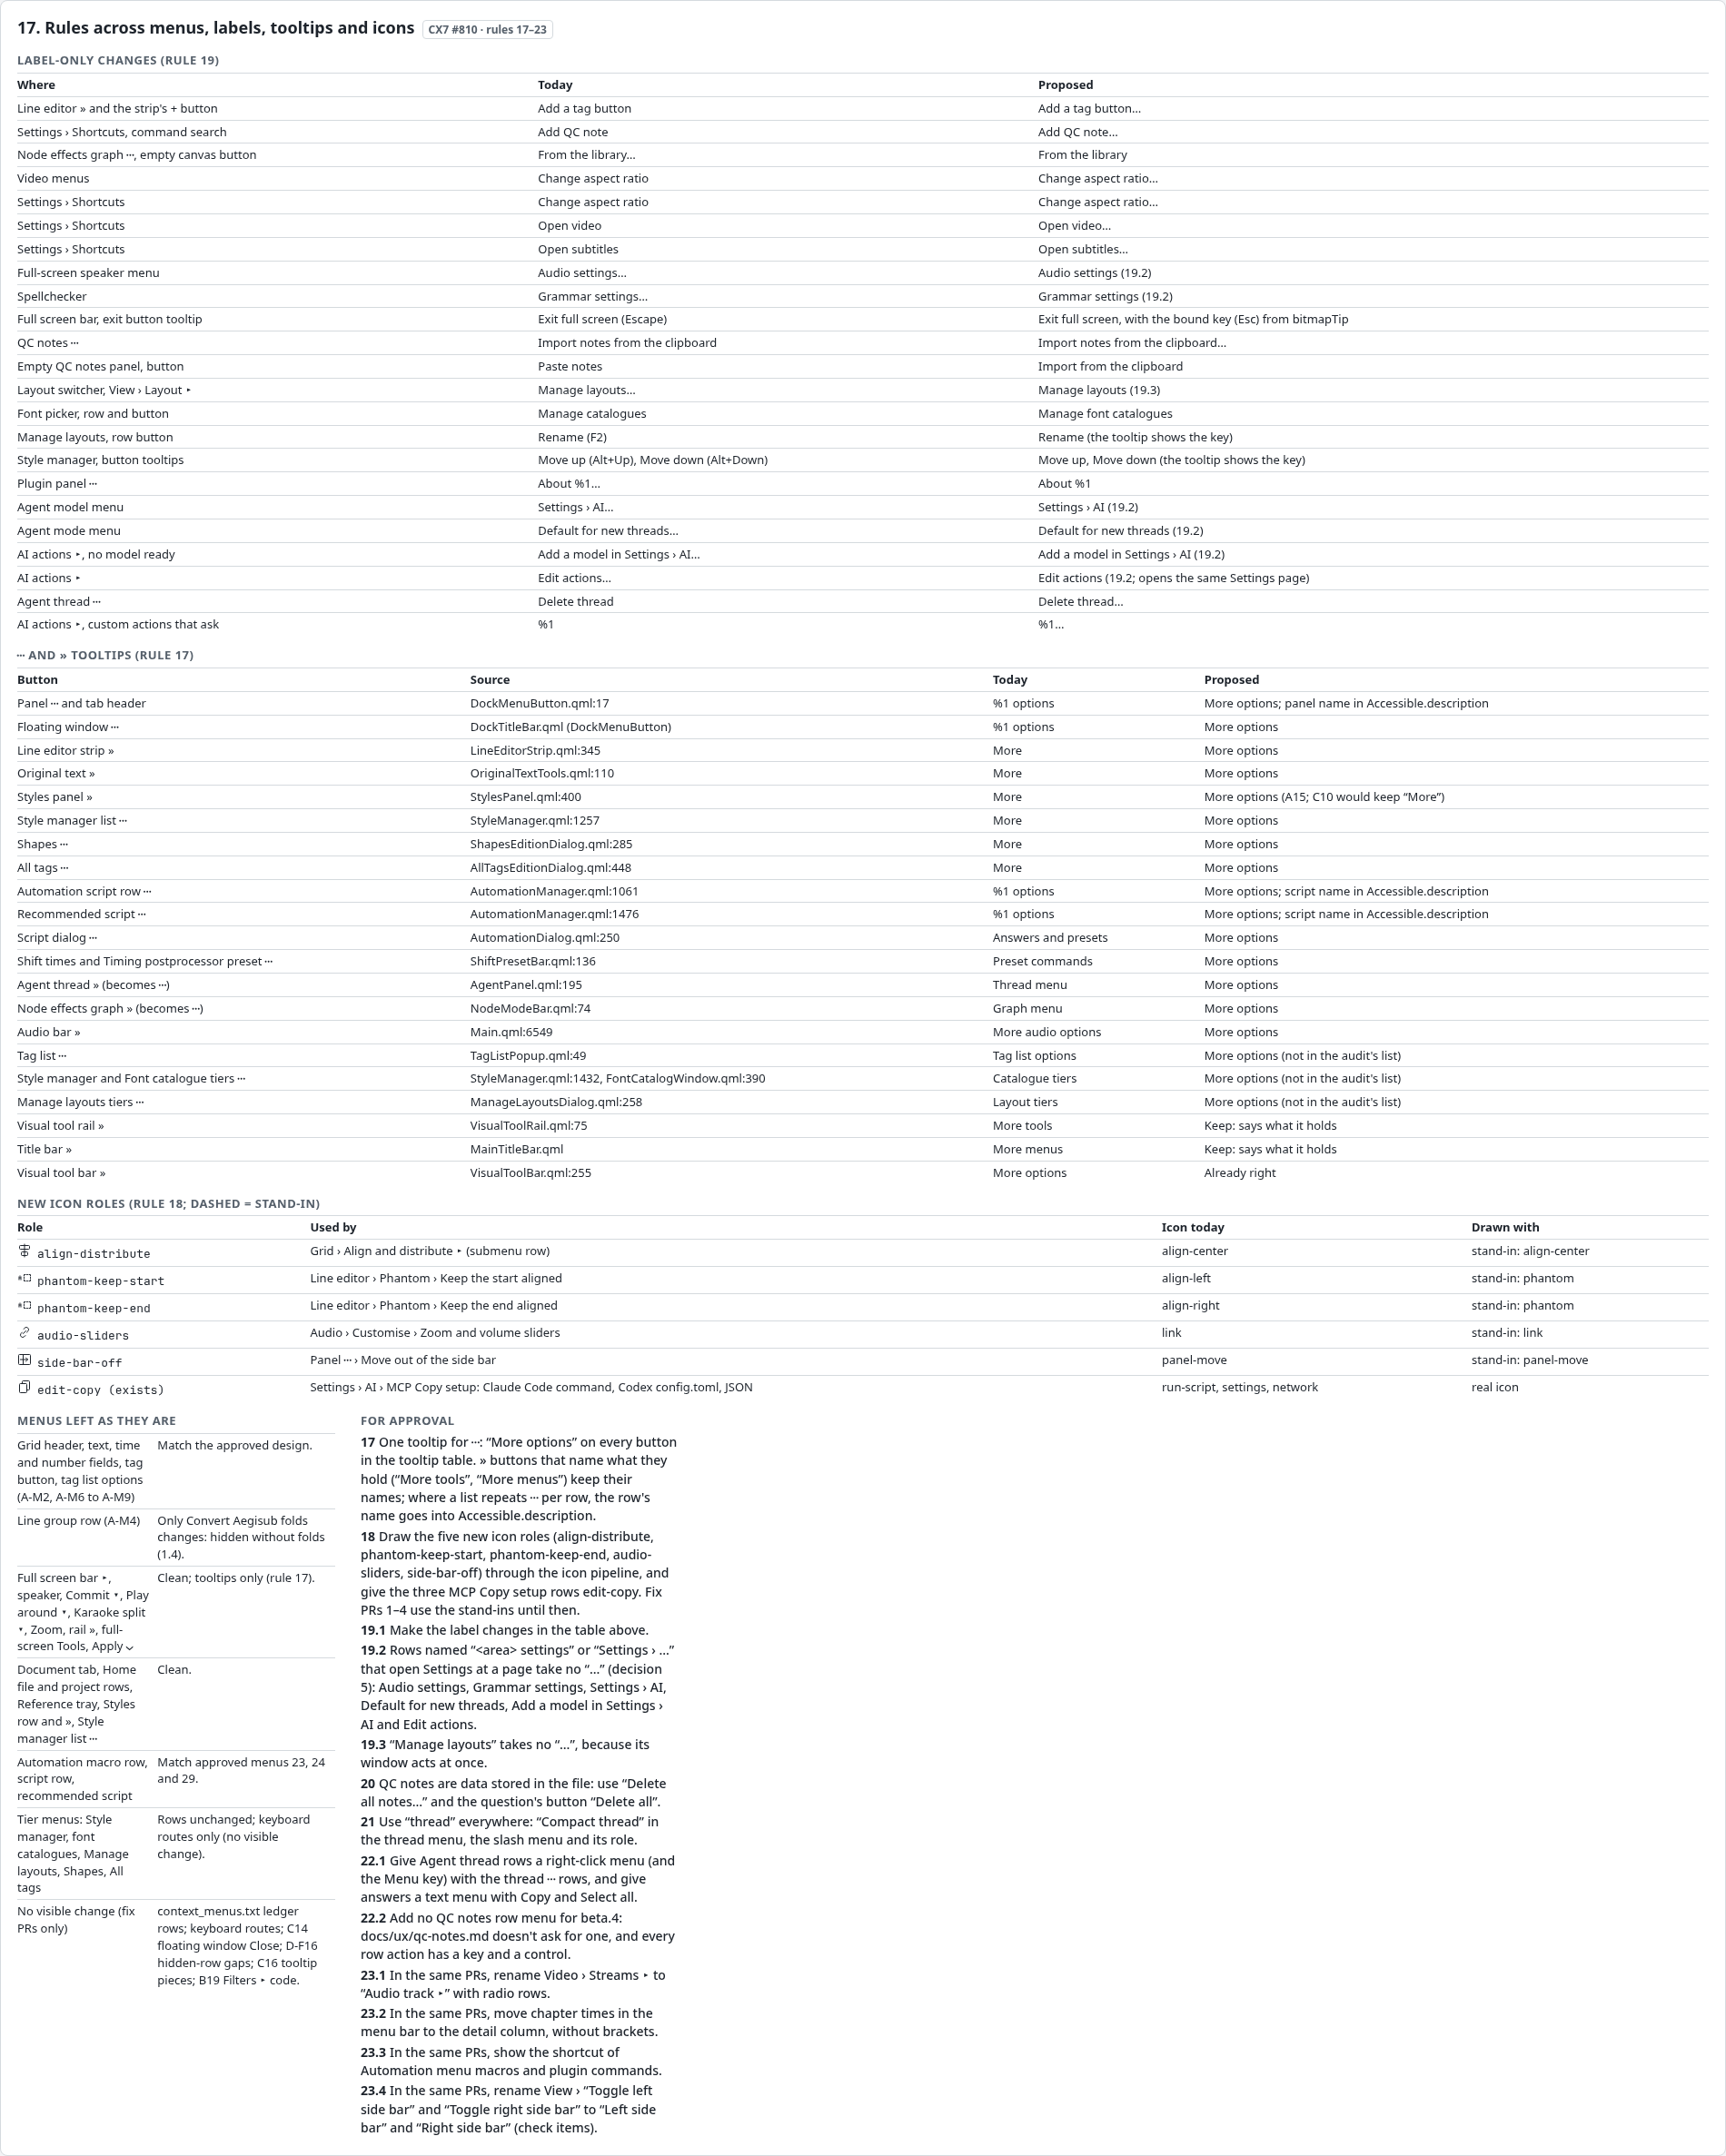 17. Rules across menus, labels, tooltips and icons CX7 #810 · rules 17–23
LABEL-ONLY CHANGES (RULE 19)
Where Today Proposed
Line editor » and the strip's + button Add a tag button Add a tag button…
Settings › Shortcuts, command search Add QC note Add QC note…
Node effects graph ···, empty canvas button From the library… From the library
Video menus Change aspect ratio Change aspect ratio…
Settings › Shortcuts Change aspect ratio Change aspect ratio…
Settings › Shortcuts Open video Open video…
Settings › Shortcuts Open subtitles Open subtitles…
Full-screen speaker menu Audio settings… Audio settings (19.2)
Spellchecker Grammar settings… Grammar settings (19.2)
Full screen bar, exit button tooltip Exit full screen (Escape) Exit full screen, with the bound key (Esc) from bitmapTip
QC notes ··· Import notes from the clipboard Import notes from the clipboard…
Empty QC notes panel, button Paste notes Import from the clipboard
Layout switcher, View › Layout ▸ Manage layouts… Manage layouts (19.3)
Font picker, row and button Manage catalogues Manage font catalogues
Manage layouts, row button Rename (F2) Rename (the tooltip shows the key)
Style manager, button tooltips Move up (Alt+Up), Move down (Alt+Down) Move up, Move down (the tooltip shows the key)
Plugin panel ··· About %1… About %1
Agent model menu Settings › AI… Settings › AI (19.2)
Agent mode menu Default for new threads… Default for new threads (19.2)
AI actions ▸, no model ready Add a model in Settings › AI… Add a model in Settings › AI (19.2)
AI actions ▸ Edit actions… Edit actions (19.2; opens the same Settings page)
Agent thread ··· Delete thread Delete thread…
AI actions ▸, custom actions that ask %1 %1…
··· AND » TOOLTIPS (RULE 17)
Button Source Today Proposed
Panel ··· and tab header DockMenuButton.qml:17 %1 options More options; panel name in Accessible.description
Floating window ··· DockTitleBar.qml (DockMenuButton) %1 options More options
Line editor strip » LineEditorStrip.qml:345 More More options
Original text » OriginalTextTools.qml:110 More More options
Styles panel » StylesPanel.qml:400 More More options (A15; C10 would keep “More”)
Style manager list ··· StyleManager.qml:1257 More More options
Shapes ··· ShapesEditionDialog.qml:285 More More options
All tags ··· AllTagsEditionDialog.qml:448 More More options
Automation script row ··· AutomationManager.qml:1061 %1 options More options; script name in Accessible.description
Recommended script ··· AutomationManager.qml:1476 %1 options More options; script name in Accessible.description
Script dialog ··· AutomationDialog.qml:250 Answers and presets More options
Shift times and Timing postprocessor preset ··· ShiftPresetBar.qml:136 Preset commands More options
Agent thread » (becomes ···) AgentPanel.qml:195 Thread menu More options
Node effects graph » (becomes ···) NodeModeBar.qml:74 Graph menu More options
Audio bar » Main.qml:6549 More audio options More options
Tag list ··· TagListPopup.qml:49 Tag list options More options (not in the audit's list)
Style manager and Font catalogue tiers ··· StyleManager.qml:1432, FontCatalogWindow.qml:390 Catalogue tiers More options (not in the audit's list)
Manage layouts tiers ··· ManageLayoutsDialog.qml:258 Layout tiers More options (not in the audit's list)
Visual tool rail » VisualToolRail.qml:75 More tools Keep: says what it holds
Title bar » MainTitleBar.qml More menus Keep: says what it holds
Visual tool bar » VisualToolBar.qml:255 More options Already right
NEW ICON ROLES (RULE 18; DASHED = STAND-IN)
Role Used by Icon today Drawn with
align-distribute Grid › Align and distribute ▸ (submenu row) align-center stand-in: align-center
phantom-keep-start Line editor › Phantom › Keep the start aligned align-left stand-in: phantom
phantom-keep-end Line editor › Phantom › Keep the end aligned align-right stand-in: phantom
audio-sliders Audio › Customise › Zoom and volume sliders link stand-in: link
side-bar-off Panel ··· › Move out of the side bar panel-move stand-in: panel-move
edit-copy (exists) Settings › AI › MCP Copy setup: Claude Code command, Codex config.toml, JSON run-script, settings, network real icon
MENUS LEFT AS THEY ARE
Grid header, text, time Match the approved design.
and number fields, tag
button, tag list options
(A-M2, A-M6 to A-M9)
Line group row (A-M4) Only Convert Aegisub folds
changes: hidden without folds
(1.4).
Full screen bar ▸, Clean; tooltips only (rule 17).
speaker, Commit ▾, Play
around ▾, Karaoke split
▾, Zoom, rail », full-
screen Tools, Apply ⌄
Document tab, Home Clean.
file and project rows,
Reference tray, Styles
row and », Style
manager list ···
Automation macro row, Match approved menus 23, 24
script row, and 29.
recommended script
Tier menus: Style Rows unchanged; keyboard
manager, font routes only (no visible
catalogues, Manage change).
layouts, Shapes, All
tags
No visible change (fix context_menus.txt ledger
PRs only) rows; keyboard routes; C14
floating window Close; D-F16
hidden-row gaps; C16 tooltip
pieces; B19 Filters ▸ code.
FOR APPROVAL
17 One tooltip for ···: “More options” on every button
in the tooltip table. » buttons that name what they
hold (“More tools”, “More menus”) keep their
names; where a list repeats ··· per row, the row's
name goes into Accessible.description.
18 Draw the five new icon roles (align-distribute,
phantom-keep-start, phantom-keep-end, audio-
sliders, side-bar-off) through the icon pipeline, and
give the three MCP Copy setup rows edit-copy. Fix
PRs 1–4 use the stand-ins until then.
19.1 Make the label changes in the table above.
19.2 Rows named “<area> settings” or “Settings › …”
that open Settings at a page take no “…” (decision
5): Audio settings, Grammar settings, Settings › AI,
Default for new threads, Add a model in Settings ›
AI and Edit actions.
19.3 “Manage layouts” takes no “…”, because its
window acts at once.
20 QC notes are data stored in the file: use “Delete
all notes…” and the question's button “Delete all”.
21 Use “thread” everywhere: “Compact thread” in
the thread menu, the slash menu and its role.
22.1 Give Agent thread rows a right-click menu (and
the Menu key) with the thread ··· rows, and give
answers a text menu with Copy and Select all.
22.2 Add no QC notes row menu for beta.4:
docs/ux/qc-notes.md doesn't ask for one, and every
row action has a key and a control.
23.1 In the same PRs, rename Video › Streams ▸ to
“Audio track ▸” with radio rows.
23.2 In the same PRs, move chapter times in the
menu bar to the detail column, without brackets.
23.3 In the same PRs, show the shortcut of
Automation menu macros and plugin commands.
23.4 In the same PRs, rename View › “Toggle left
side bar” and “Toggle right side bar” to “Left side
bar” and “Right side bar” (check items).